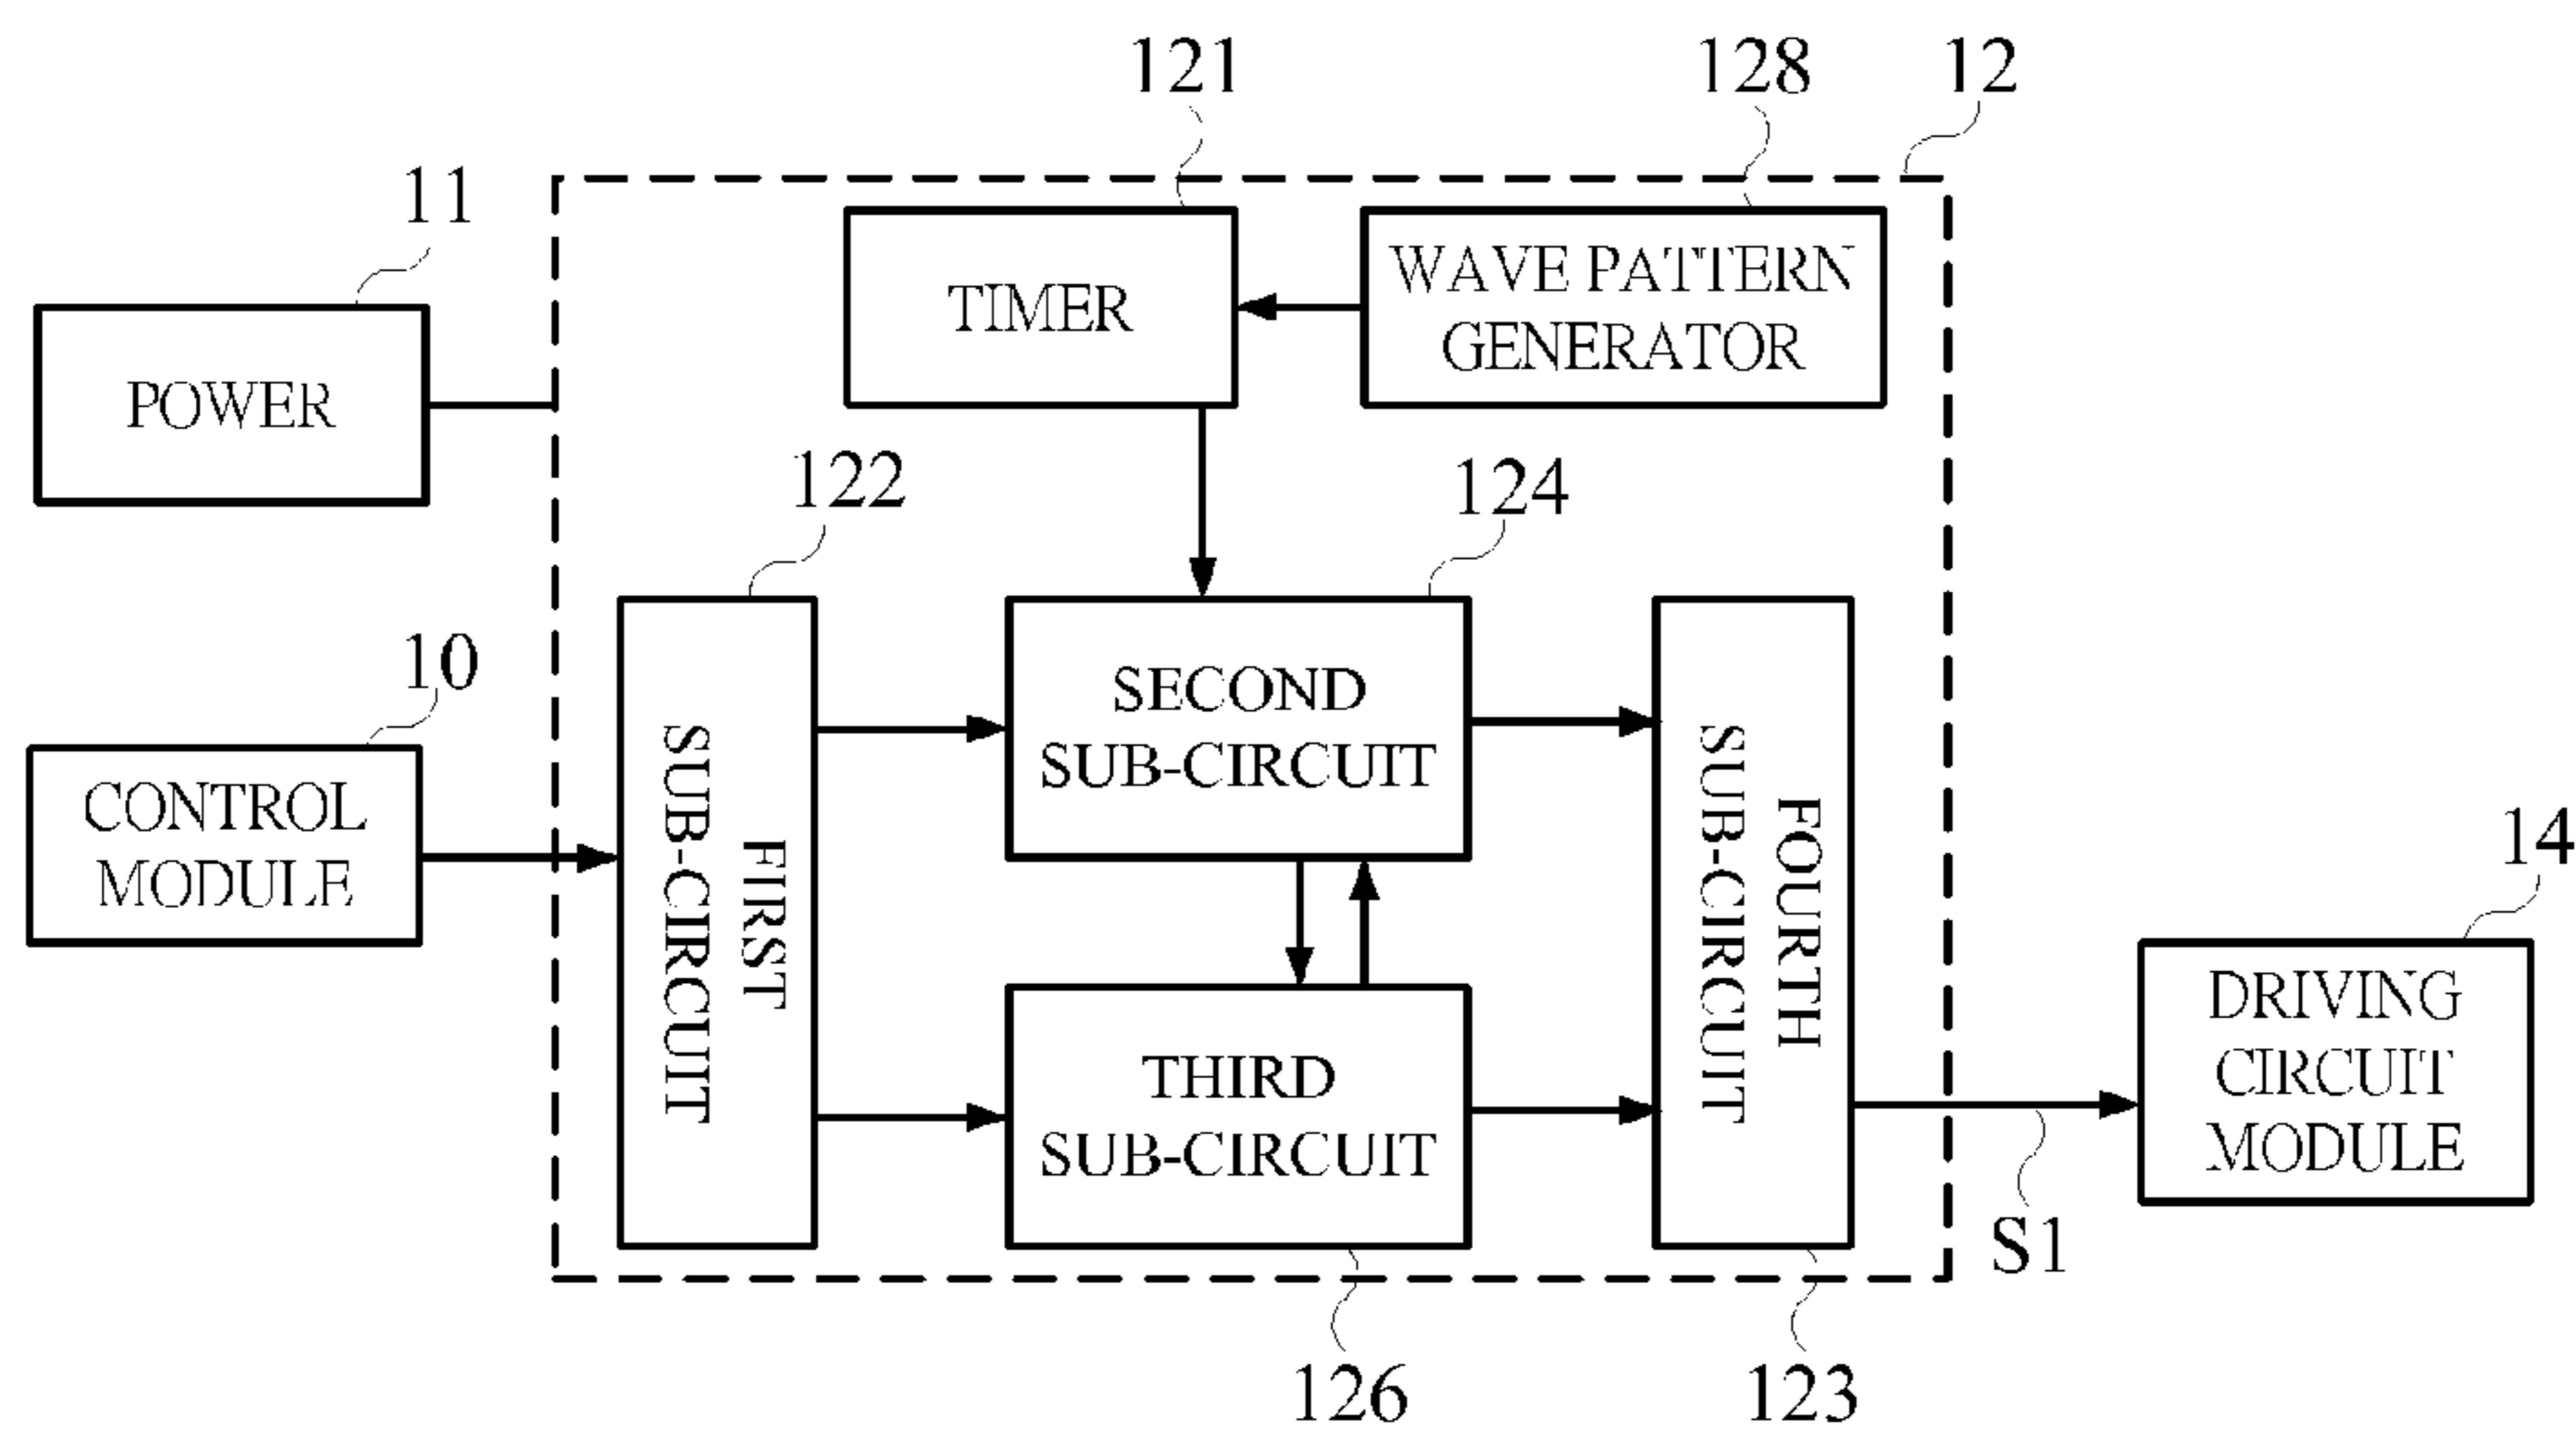 121
128
12
11
TIMER
WAVE PATTERN
GENERATOR
POWER
122
124
10
CONTROL
MODULE
FIRST
SUB-CIRCUIT
SECOND
SUB-CIRCUIT
THIRD
SUB-CIRCUIT
FOURTH
SUB-CIRCUIT
14
DRIVING
CIRCUIT
MODULE
S1
126
123